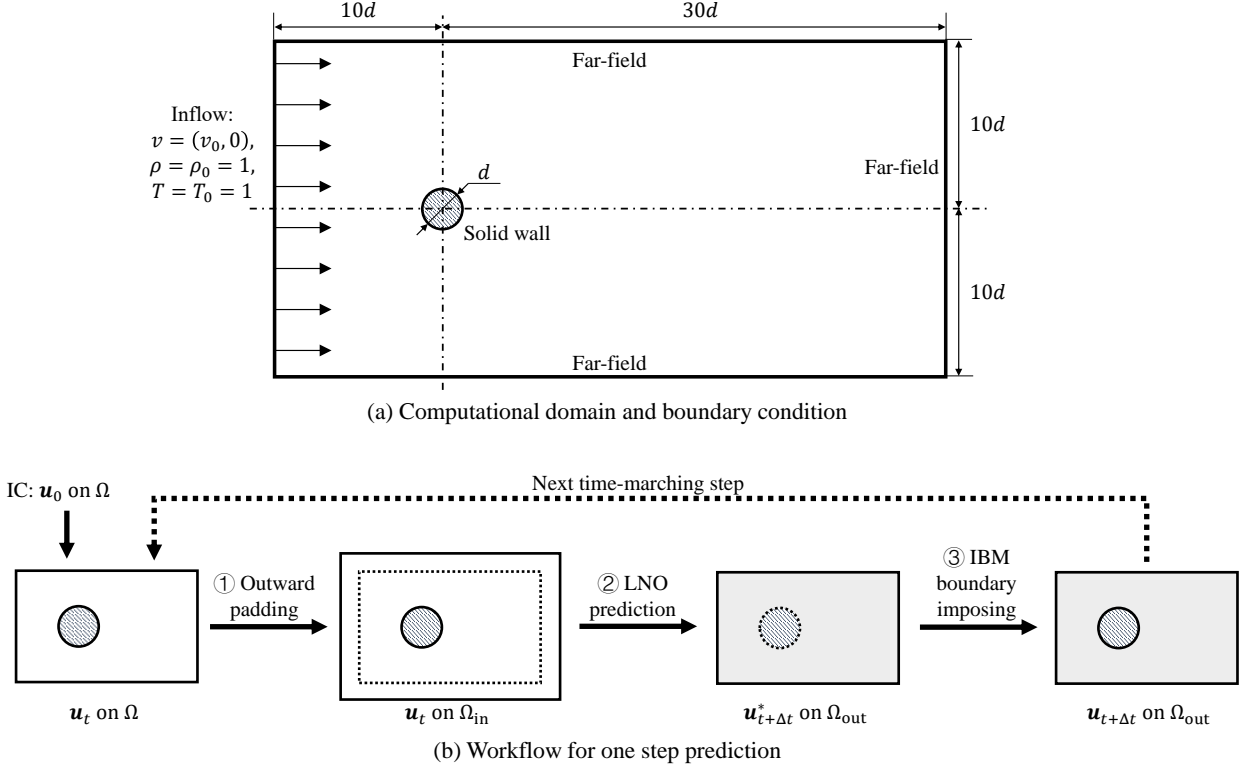 10d
30d
Far-field
Inflow:
v = (v₀, 0),
ρ = ρ₀ = 1,
T = T₀ = 1
10d
Far-field
d
Solid wall
10d
Far-field
(a) Computational domain and boundary condition
IC: u₀ on Ω
Next time-marching step
① Outward
padding
② LNO
prediction
③ IBM
boundary
imposing
uₜ on Ω
uₜ on Ωᵢₙ
u*ₜ₊Δₜ on Ωₒᵤₜ
uₜ₊Δₜ on Ωₒᵤₜ
(b) Workflow for one step prediction